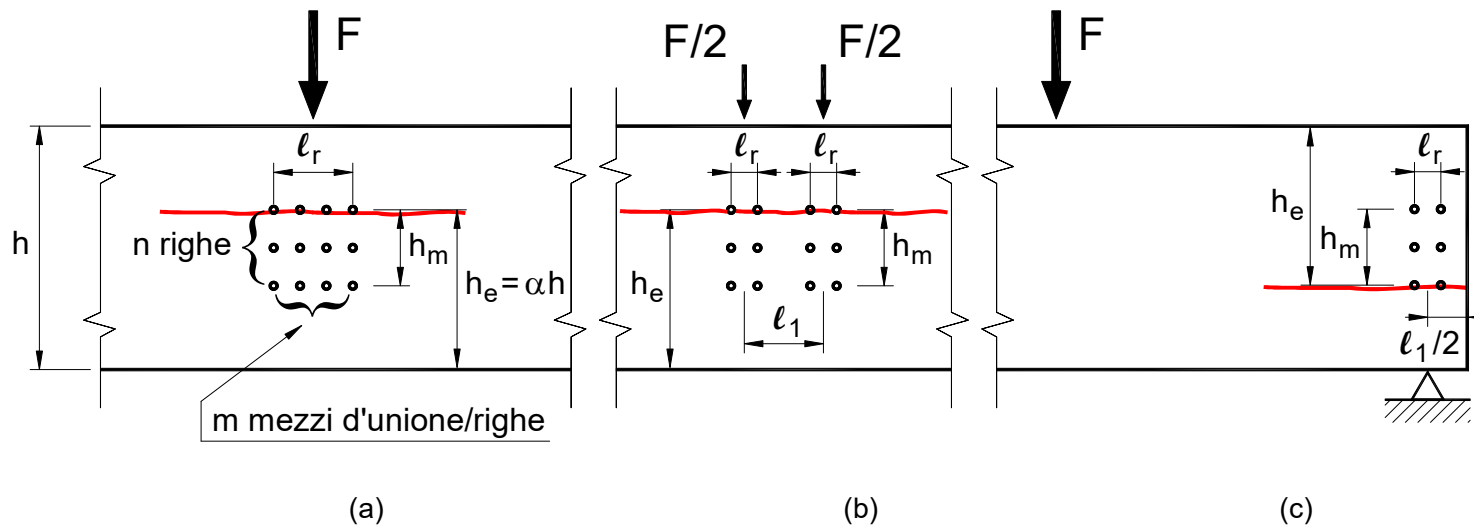 F
F/2 F/2
F
ℓr
ℓr ℓr
ℓr
h
n righe
hm
he = αh
he
hm
ℓ1
he
hm
ℓ1/2
m mezzi d'unione/righe
(a) (b) (c)